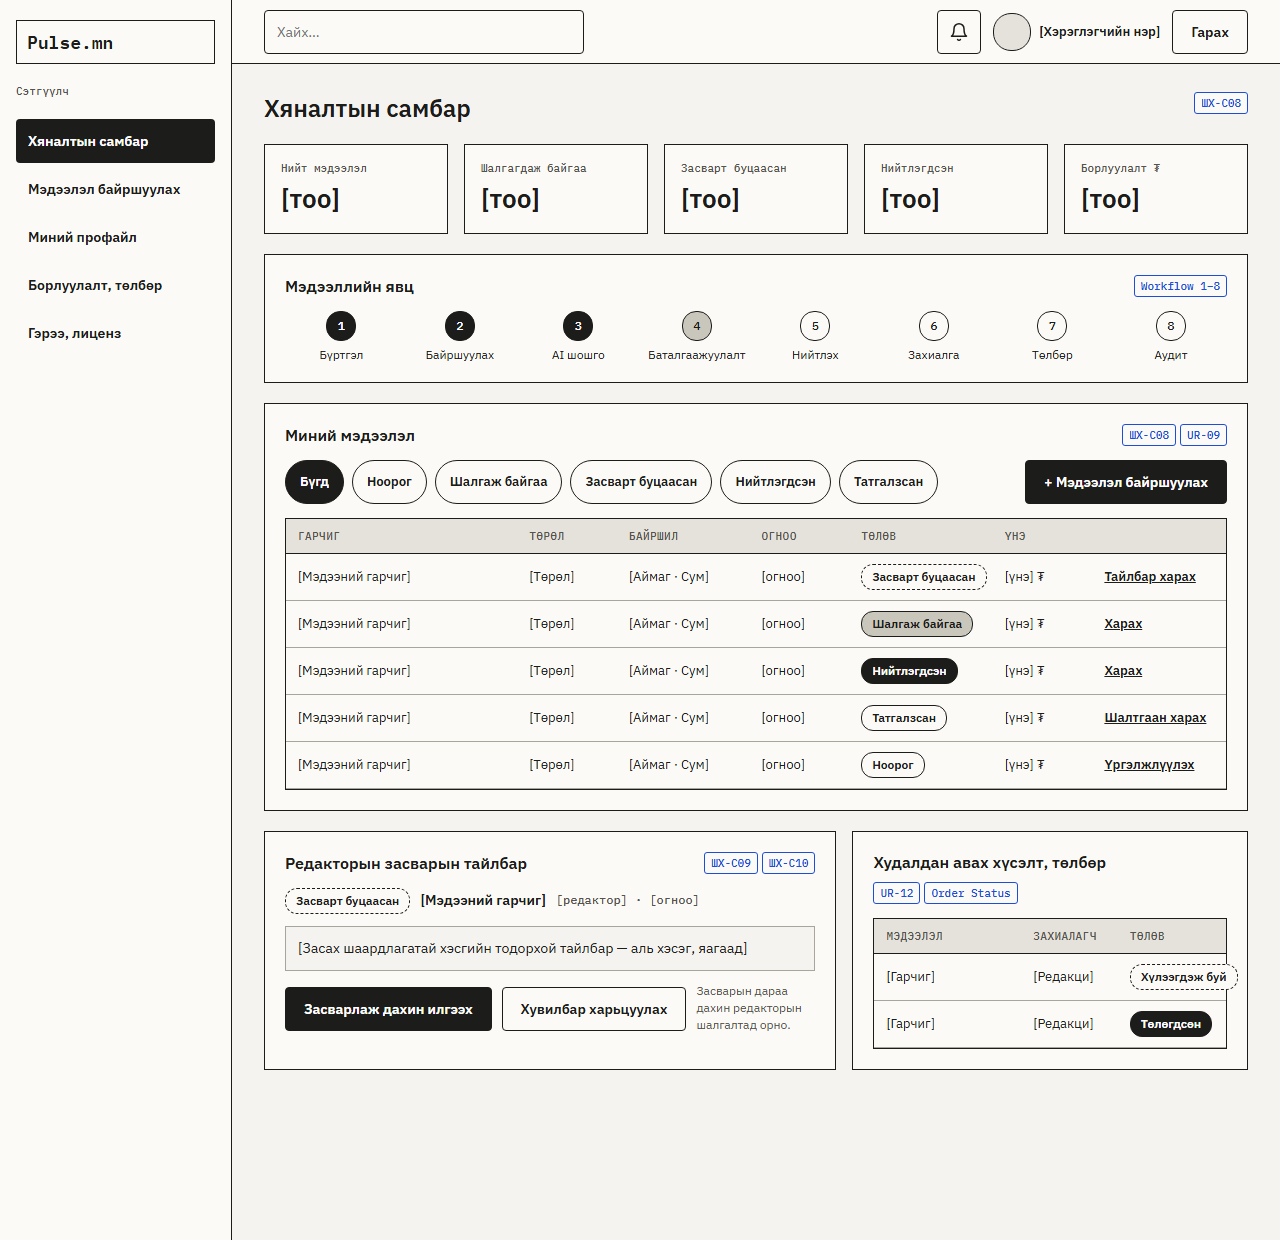 Pulse.mn
Сэтгүүлч
Хяналтын самбар
Мэдээлэл байршуулах
Миний профайл
Борлуулалт, төлбөр
Гэрээ, лиценз
Хайх...
[Хэрэглэгчийн нэр]
Гарах
Хяналтын самбар
ШХ-С08
Нийт мэдээлэл
[тоо]
Шалгагдаж байгаа
[тоо]
Засварт буцаасан
[тоо]
Нийтлэгдсэн
[тоо]
Борлуулалт ₮
[тоо]
Мэдээллийн явц
Workflow 1–8
1 Бүртгэл
2 Байршуулах
3 AI шошго
4 Баталгаажуулалт
5 Нийтлэх
6 Захиалга
7 Төлбөр
8 Аудит
Миний мэдээлэл
ШХ-С08 UR-09
Бүгд Ноорог Шалгаж байгаа Засварт буцаасан Нийтлэгдсэн Татгалзсан
+ Мэдээлэл байршуулах
ГАРЧИГ ТӨРӨЛ БАЙРШИЛ ОГНОО ТӨЛӨВ ҮНЭ
[Мэдээний гарчиг] [Төрөл] [Аймаг · Сум] [огноо] Засварт буцаасан [үнэ] ₮ Тайлбар харах
[Мэдээний гарчиг] [Төрөл] [Аймаг · Сум] [огноо] Шалгаж байгаа [үнэ] ₮ Харах
[Мэдээний гарчиг] [Төрөл] [Аймаг · Сум] [огноо] Нийтлэгдсэн [үнэ] ₮ Харах
[Мэдээний гарчиг] [Төрөл] [Аймаг · Сум] [огноо] Татгалзсан [үнэ] ₮ Шалтгаан харах
[Мэдээний гарчиг] [Төрөл] [Аймаг · Сум] [огноо] Ноорог [үнэ] ₮ Үргэлжлүүлэх
Редакторын засварын тайлбар
ШХ-С09 ШХ-С10
Засварт буцаасан [Мэдээний гарчиг] [редактор] · [огноо]
[Засах шаардлагатай хэсгийн тодорхой тайлбар — аль хэсэг, яагаад]
Засварлаж дахин илгээх
Хувилбар харьцуулах
Засварын дараа
дахин редакторын
шалгалтад орно.
Худалдан авах хүсэлт, төлбөр
UR-12 Order Status
МЭДЭЭЛЭЛ ЗАХИАЛАГЧ ТӨЛӨВ
[Гарчиг] [Редакци] Хүлээгдэж буй
[Гарчиг] [Редакци] Төлөгдсөн